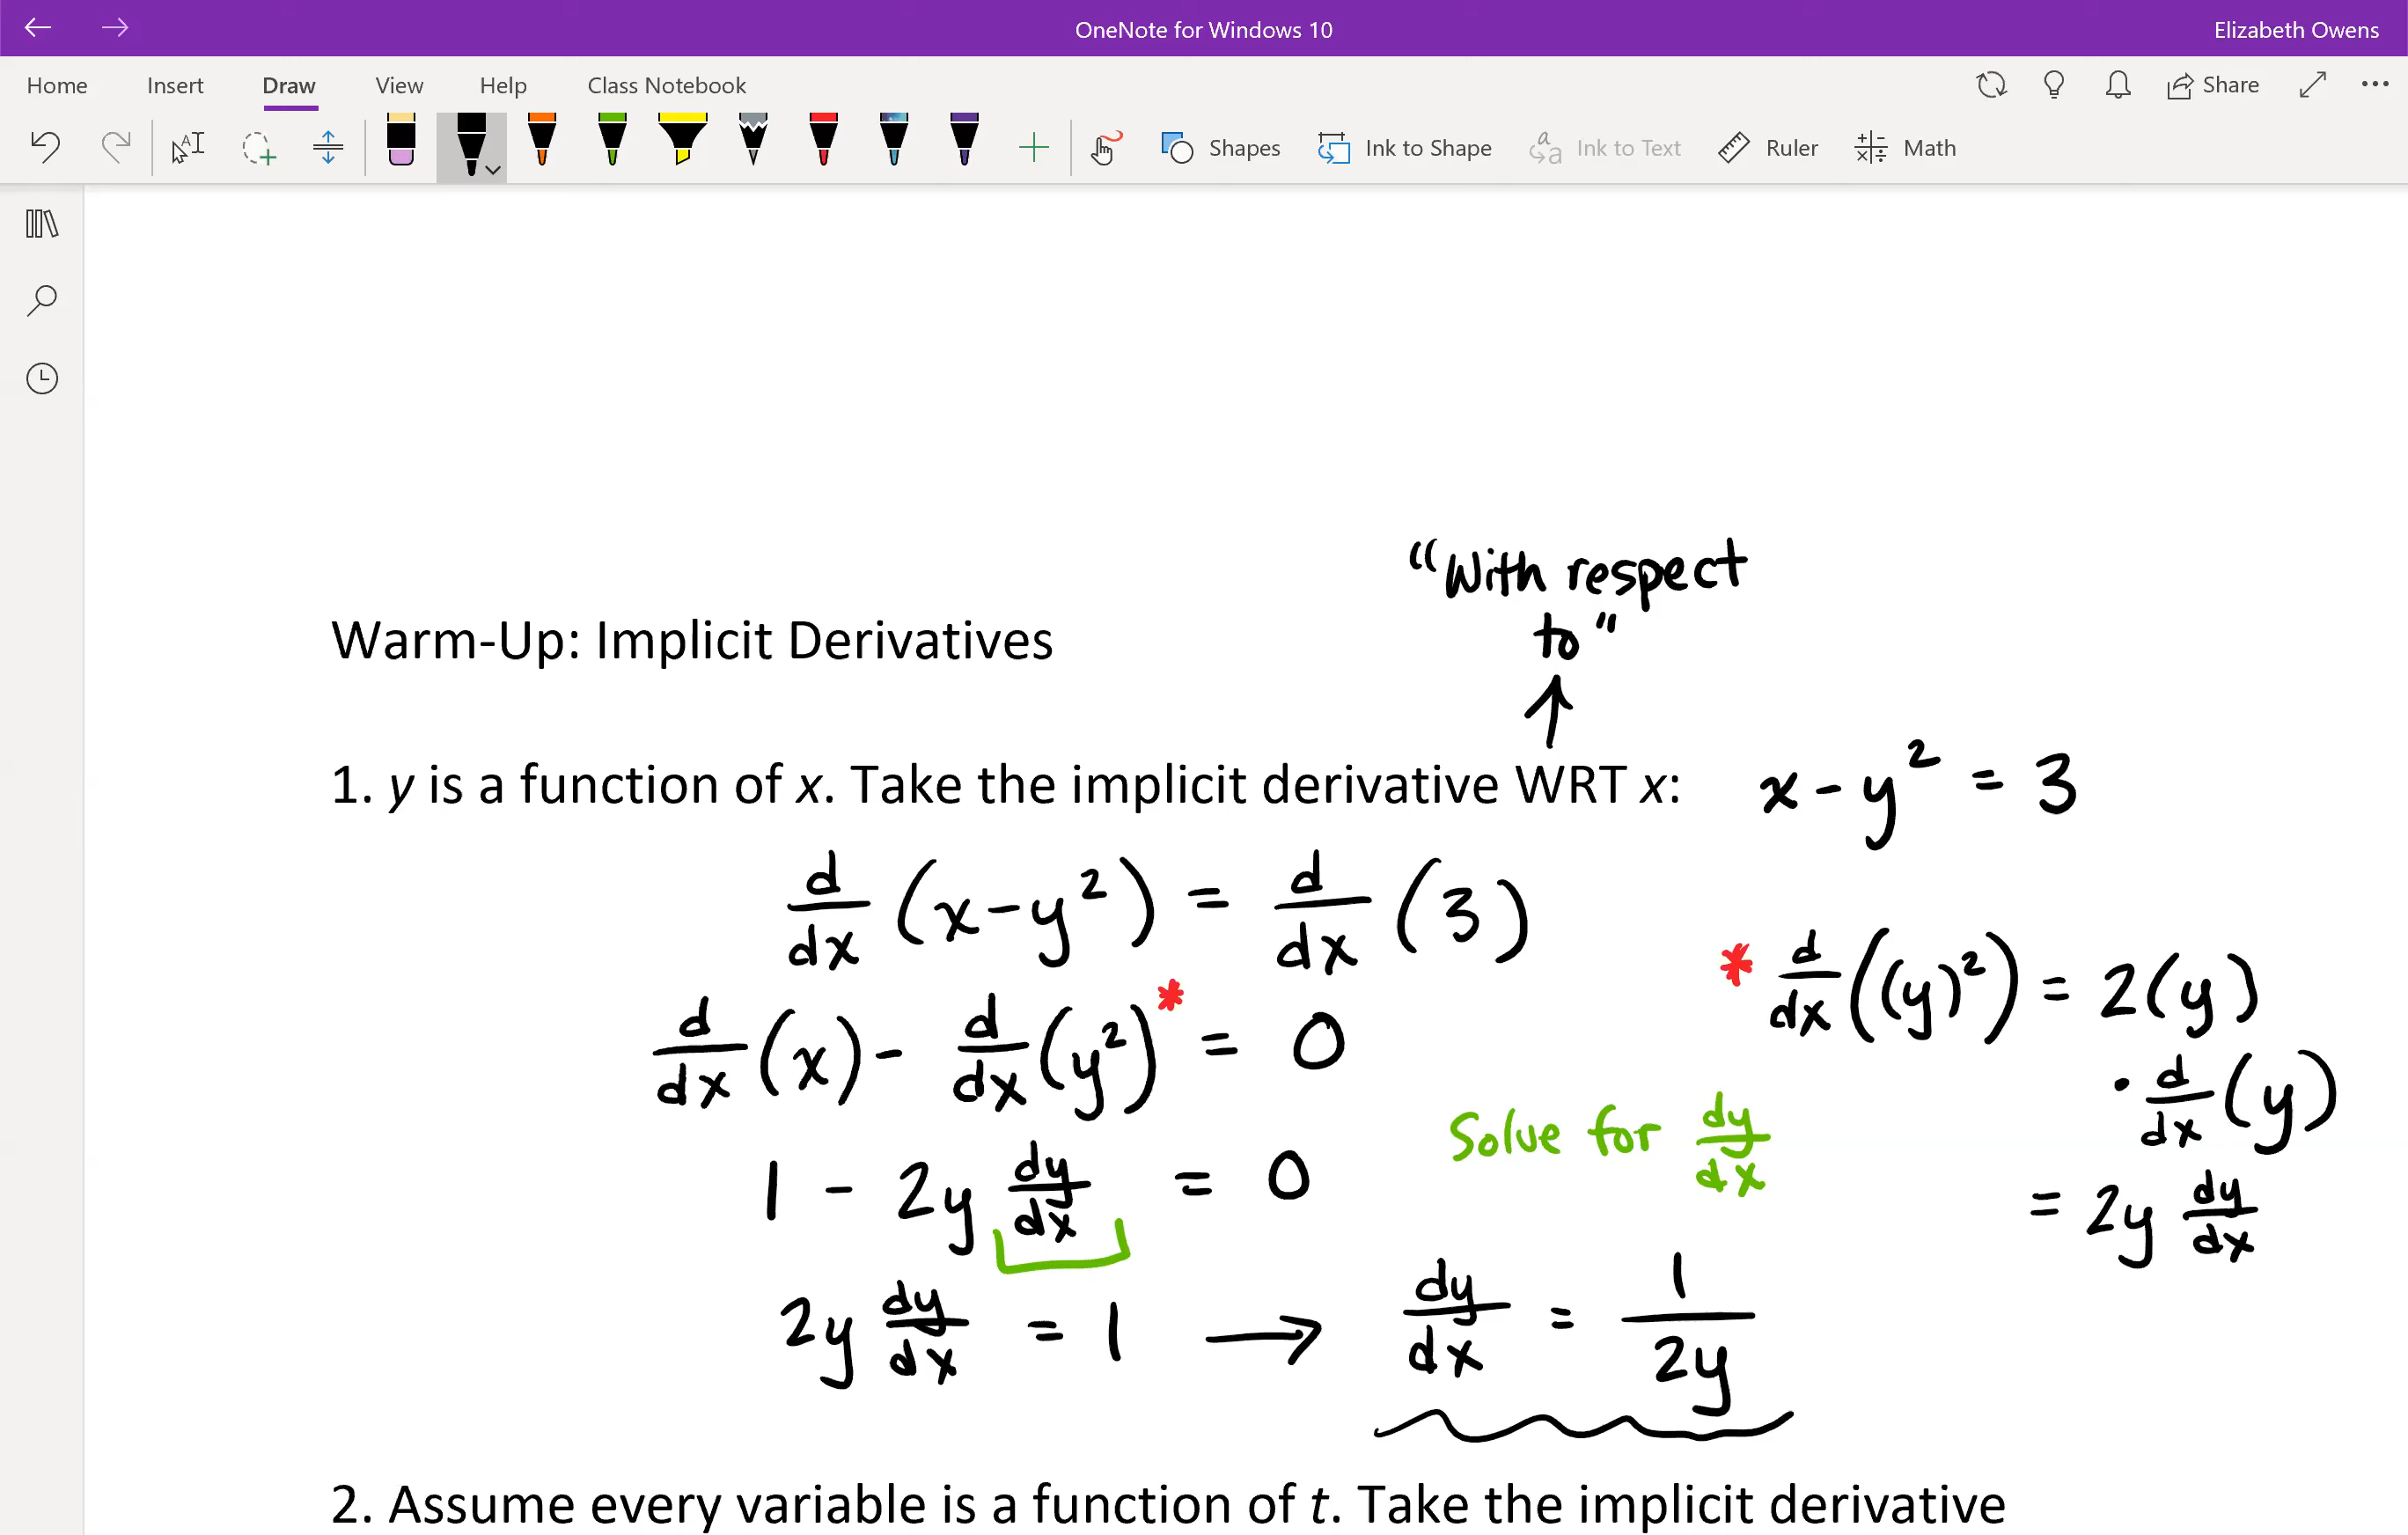 OneNote for Windows 10
Elizabeth Owens
Home Insert Draw View Help Class Notebook Share
Shapes Ink to Shape Ink to Text Ruler Math
"With respect
to"
Warm-Up: Implicit Derivatives
1. y is a function of x. Take the implicit derivative WRT x: x - y² = 3
d/dx (x - y²) = d/dx (3)
* d/dx ((y)²) = 2(y)
d/dx (x) - d/dx (y²)* = 0
· d/dx (y)
Solve for dy/dx
1 - 2y dy/dx = 0
= 2y dy/dx
2y dy/dx = 1 → dy/dx = 1/2y
2. Assume every variable is a function of t. Take the implicit derivative